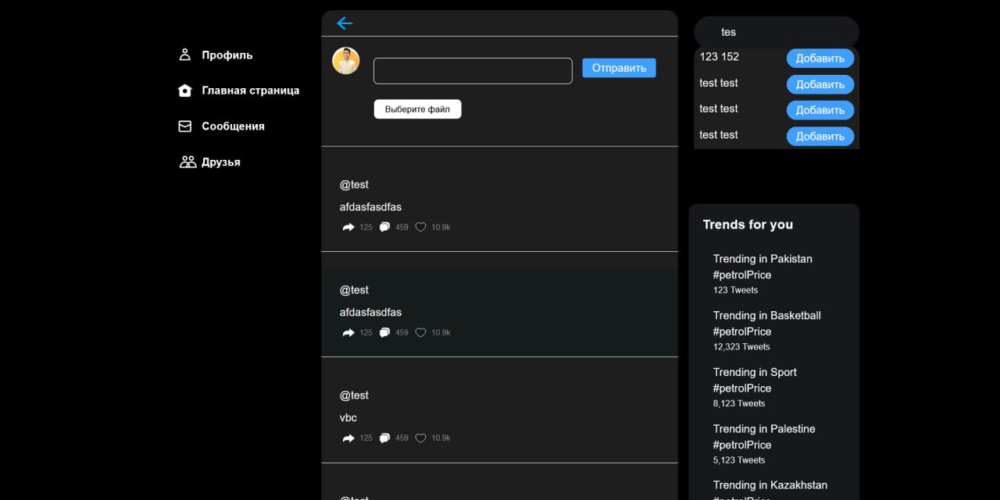 Профиль
Главная страница
Сообщения
Друзья
Отправить
Выберите файл
@test
afdasfasdfas
125 459 10.9k
@test
afdasfasdfas
125 459 10.9k
@test
vbc
125 459 10.9k
@test
tes
123 152 Добавить
test test Добавить
test test Добавить
test test Добавить
Trends for you
Trending in Pakistan
#petrolPrice
123 Tweets
Trending in Basketball
#petrolPrice
12,323 Tweets
Trending in Sport
#petrolPrice
8,123 Tweets
Trending in Palestine
#petrolPrice
5,123 Tweets
Trending in Kazakhstan
#petrolPrice